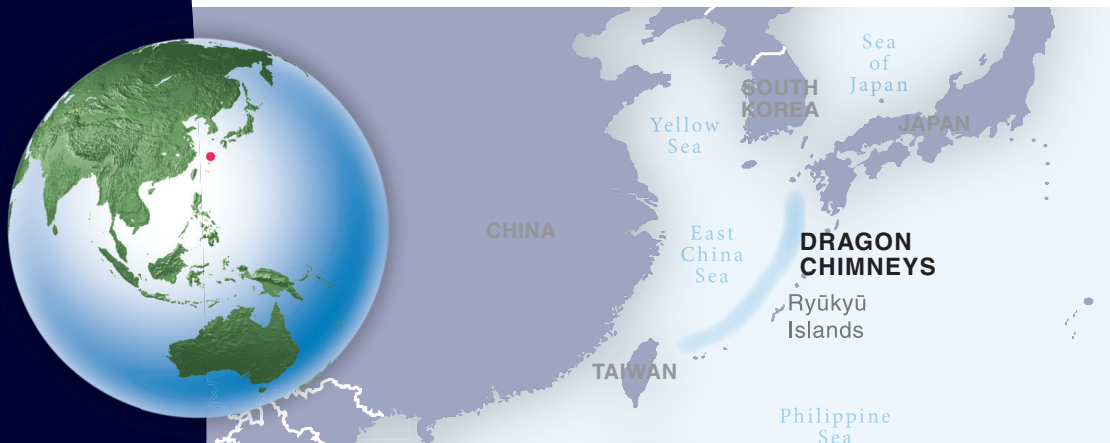 Sea
of
Japan
SOUTH
KOREA
JAPAN
Yellow
Sea
CHINA
East
China
Sea
DRAGON
CHIMNEYS
Ryūkyū
Islands
TAIWAN
Philippine
Sea